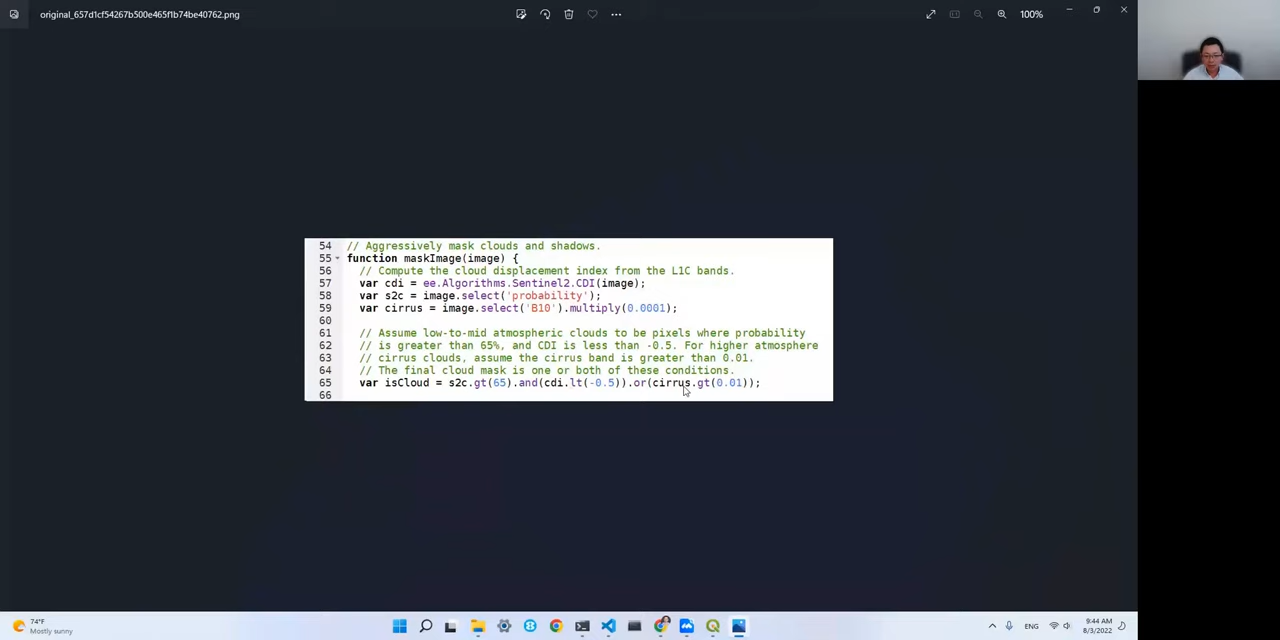 original_657d1cf54267b500e465f1b74be40762.png
100%
54 // Aggressively mask clouds and shadows.
55 function maskImage(image) {
56 // Compute the cloud displacement index from the L1C bands.
57 var cdi = ee.Algorithms.Sentinel2.CDI(image);
58 var s2c = image.select('probability');
59 var cirrus = image.select('B10').multiply(0.0001);
60
61 // Assume low-to-mid atmospheric clouds to be pixels where probability
62 // is greater than 65%, and CDI is less than -0.5. For higher atmosphere
63 // cirrus clouds, assume the cirrus band is greater than 0.01.
64 // The final cloud mask is one or both of these conditions.
65 var isCloud = s2c.gt(65).and(cdi.lt(-0.5)).or(cirrus.gt(0.01));
66
74°F
Mostly sunny
ENG
9:44 AM
8/3/2022